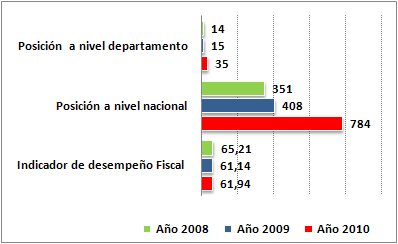 14
Posición a nivel departamento
15
35
351
Posición a nivel nacional
408
784
65,21
Indicador de desempeño Fiscal
61,14
61,94
Año 2008
Año 2009
Año 2010